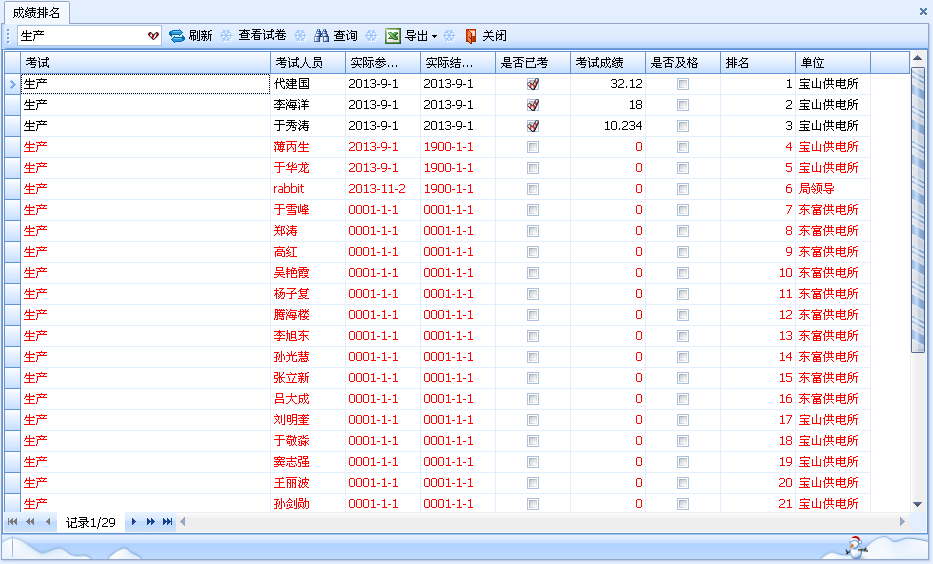 成绩排名
生产 刷新 查看试卷 查询 导出 关闭
考试 考试人员 实际参... 实际结... 是否已考 考试成绩 是否及格 排名 单位
生产 代建国 2013-9-1 2013-9-1 32.12 1 宝山供电所
生产 李海洋 2013-9-1 2013-9-1 18 2 宝山供电所
生产 于秀涛 2013-9-1 2013-9-1 10.234 3 宝山供电所
生产 薄丙生 2013-9-1 1900-1-1 0 4 宝山供电所
生产 于华龙 2013-9-1 1900-1-1 0 5 宝山供电所
生产 rabbit 2013-11-2 1900-1-1 0 6 局领导
生产 于雪峰 0001-1-1 0001-1-1 0 7 东富供电所
生产 郑涛 0001-1-1 0001-1-1 0 8 东富供电所
生产 高红 0001-1-1 0001-1-1 0 9 东富供电所
生产 吴艳霞 0001-1-1 0001-1-1 0 10 东富供电所
生产 杨子复 0001-1-1 0001-1-1 0 11 东富供电所
生产 腾海楼 0001-1-1 0001-1-1 0 12 东富供电所
生产 李旭东 0001-1-1 0001-1-1 0 13 东富供电所
生产 孙光慧 0001-1-1 0001-1-1 0 14 东富供电所
生产 张立新 0001-1-1 0001-1-1 0 15 东富供电所
生产 吕大成 0001-1-1 0001-1-1 0 16 东富供电所
生产 刘明奎 0001-1-1 0001-1-1 0 17 宝山供电所
生产 于敬淼 0001-1-1 0001-1-1 0 18 宝山供电所
生产 窦志强 0001-1-1 0001-1-1 0 19 宝山供电所
生产 王丽波 0001-1-1 0001-1-1 0 20 宝山供电所
生产 孙剑勋 0001-1-1 0001-1-1 0 21 宝山供电所
记录1/29